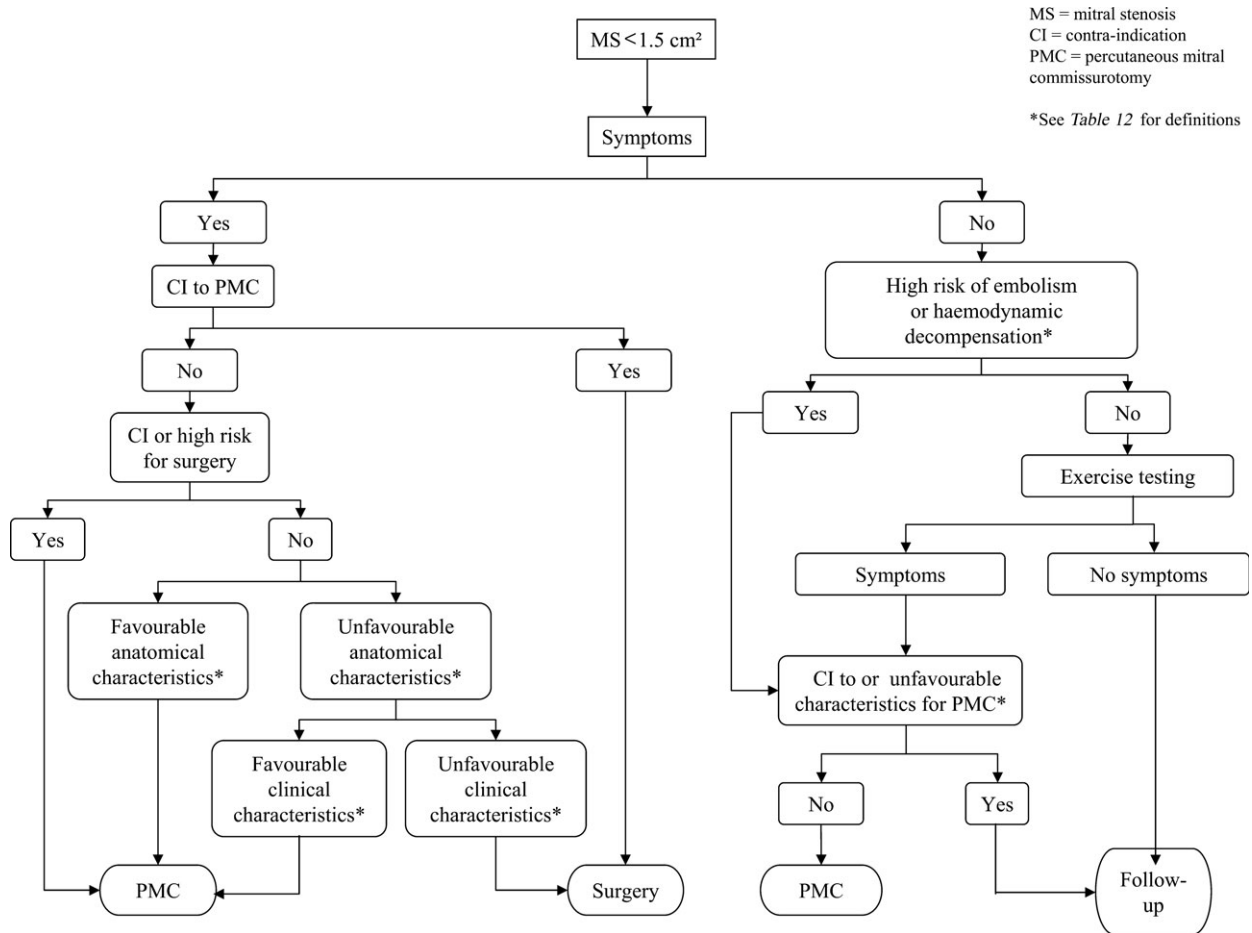 MS = mitral stenosis
CI = contra-indication
PMC = percutaneous mitral
commissurotomy
*See Table 12 for definitions
MS<1.5 cm²
Symptoms
Yes
No
CI to PMC
High risk of embolism
or haemodynamic
decompensation*
No
Yes
Yes
No
CI or high risk
for surgery
Exercise testing
Yes
No
Symptoms
No symptoms
Favourable
anatomical
characteristics*
Unfavourable
anatomical
characteristics*
CI to or unfavourable
characteristics for PMC*
Favourable
clinical
characteristics*
Unfavourable
clinical
characteristics*
No
Yes
PMC
Surgery
PMC
Follow-
up